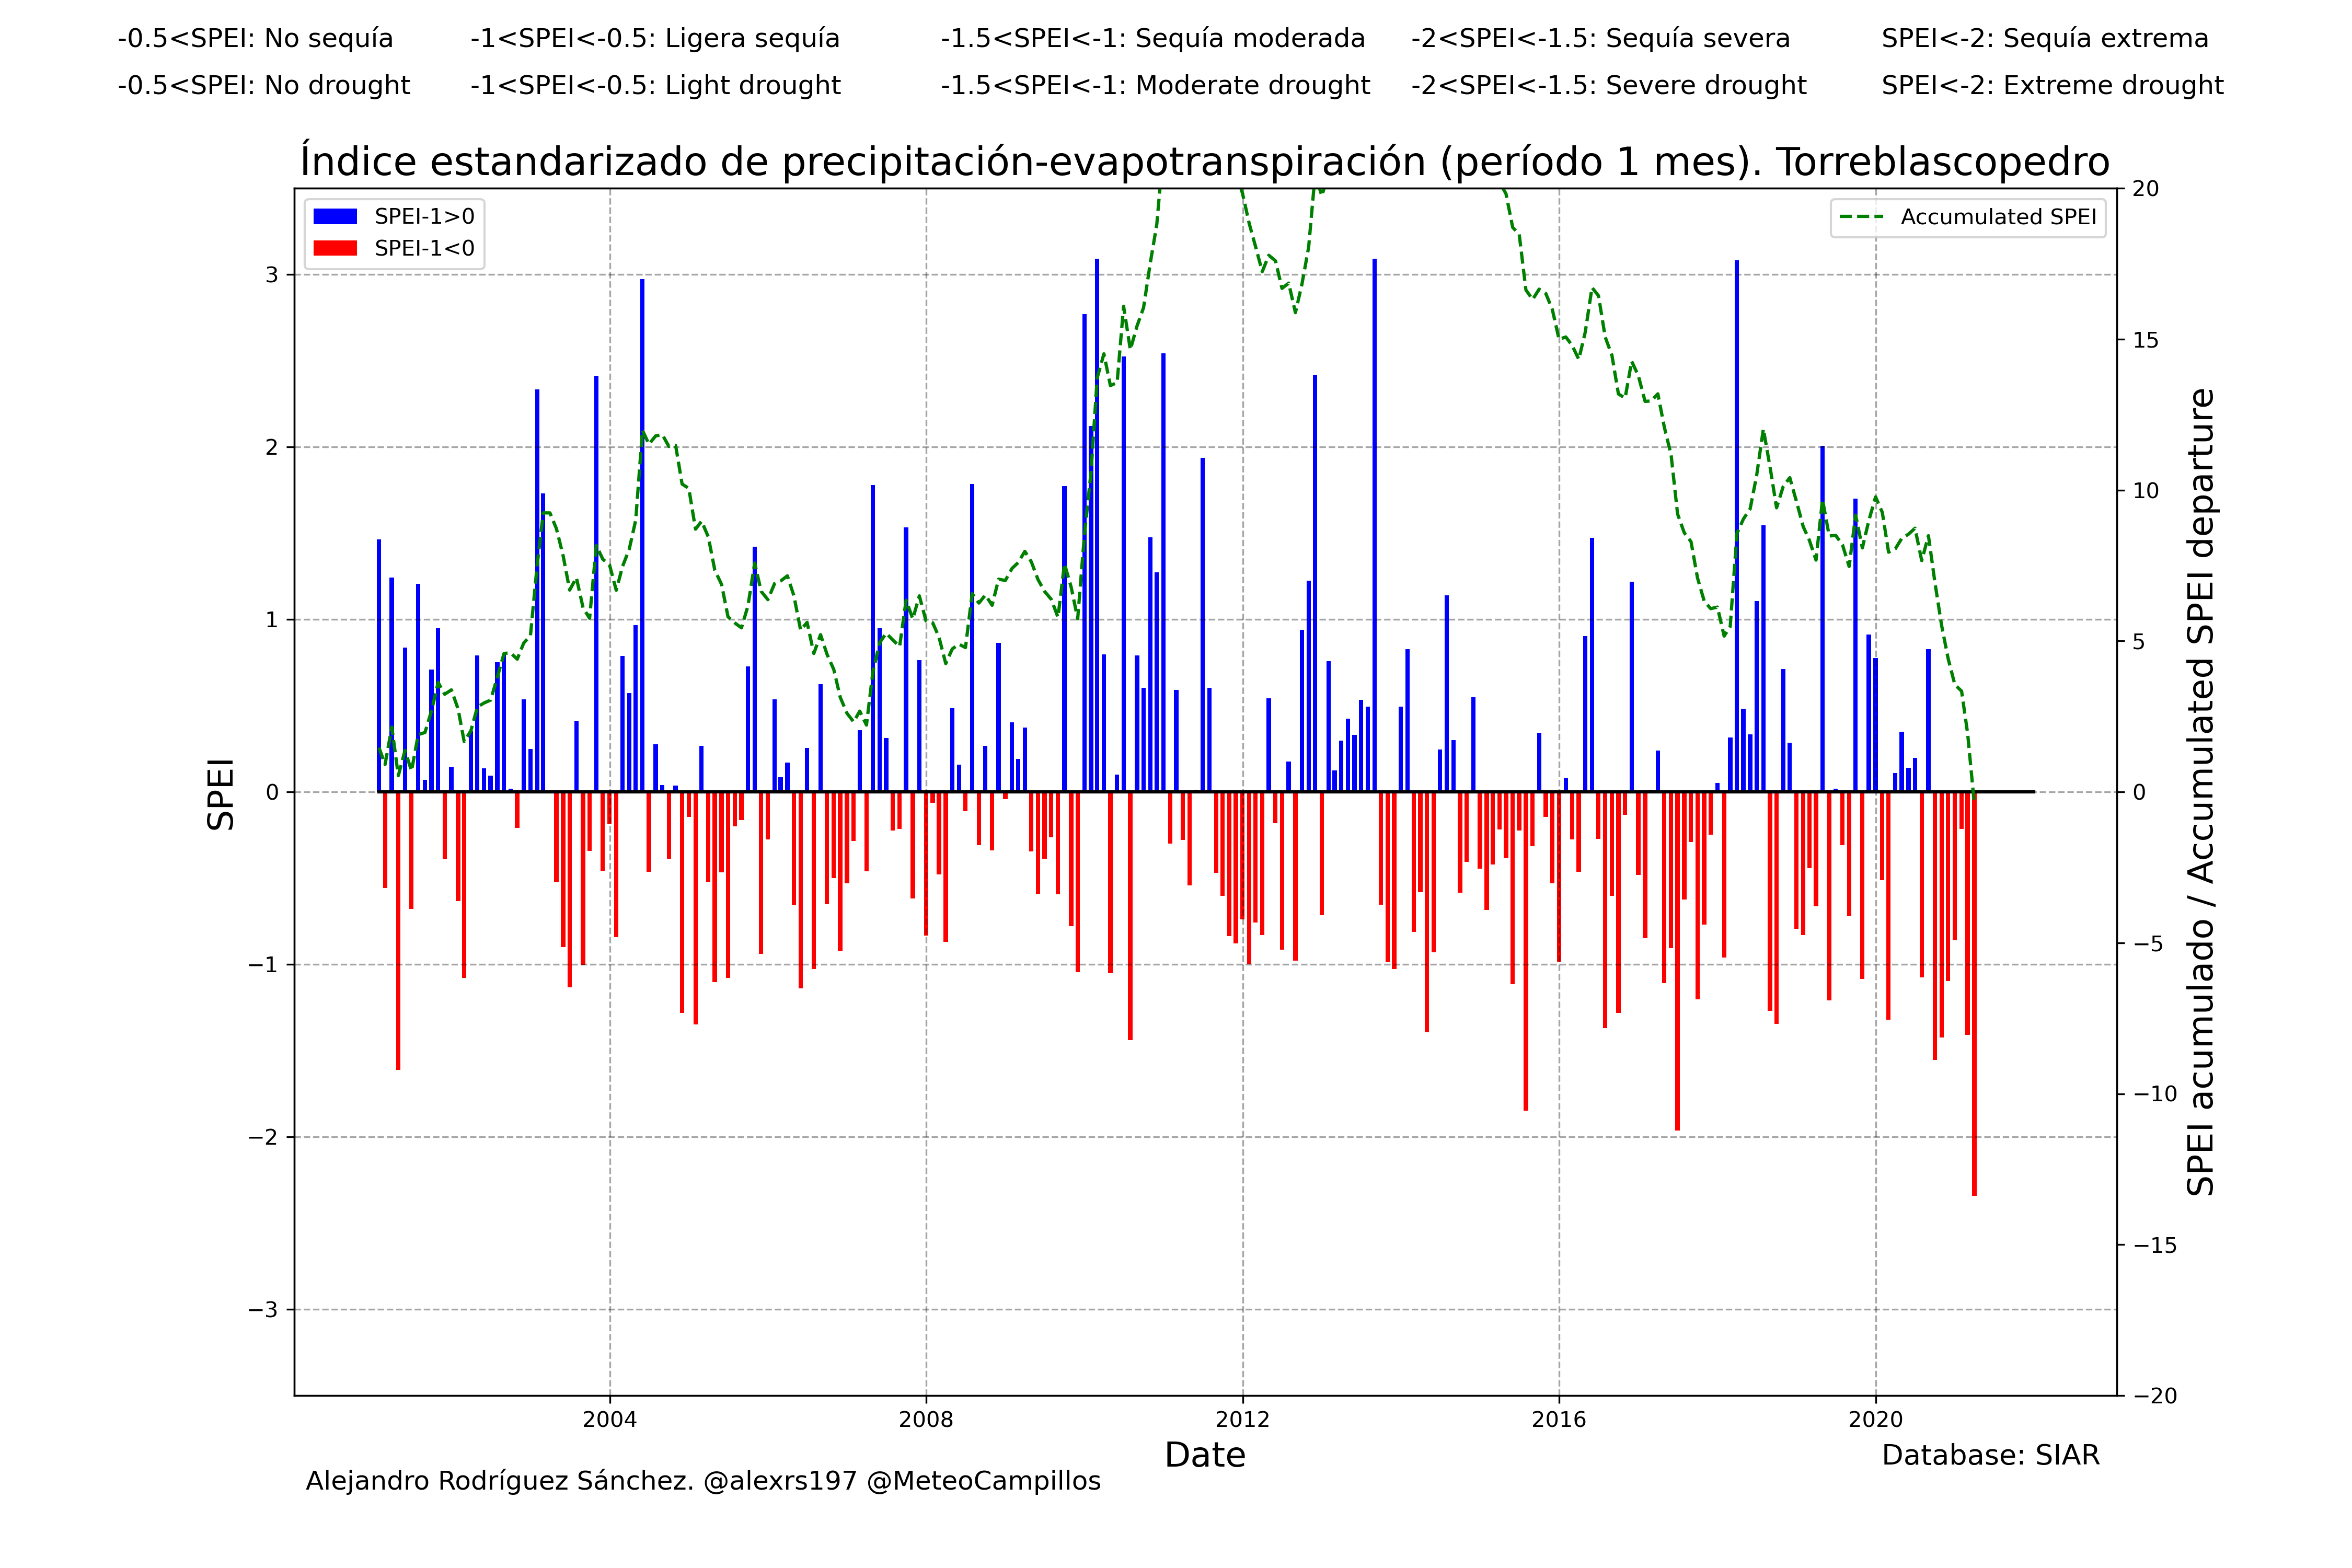 -0.5<SPEI: No sequía -1<SPEI<-0.5: Ligera sequía -1.5<SPEI<-1: Sequía moderada -2<SPEI<-1.5: Sequía severa SPEI<-2: Sequía extrema
-0.5<SPEI: No drought -1<SPEI<-0.5: Light drought -1.5<SPEI<-1: Moderate drought -2<SPEI<-1.5: Severe drought SPEI<-2: Extreme drought
Índice estandarizado de precipitación-evapotranspiración (período 1 mes). Torreblascopedro
SPEI-1>0
SPEI-1<0
Accumulated SPEI
SPEI
3
2
1
0
−1
−2
−3
20
15
10
5
0
−5
−10
−15
−20
SPEI acumulado / Accumulated SPEI departure
2004 2008 2012 2016 2020
Date
Database: SIAR
Alejandro Rodríguez Sánchez. @alexrs197 @MeteoCampillos